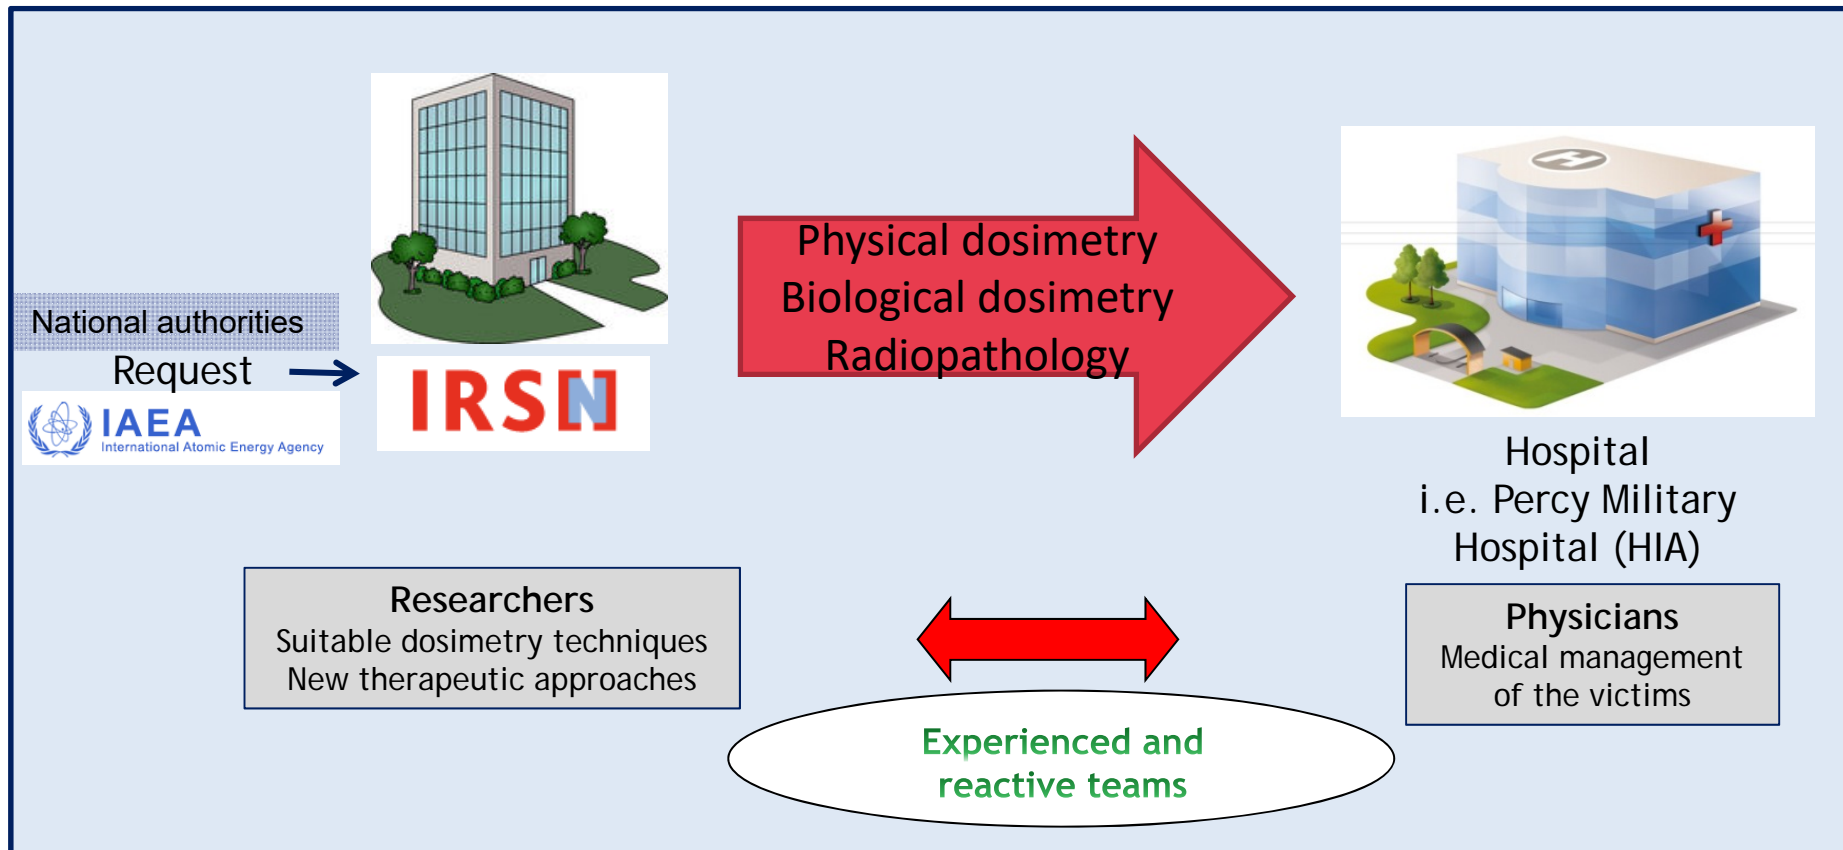 National authorities
Request
IAEA
International Atomic Energy Agency
IRSN
Physical dosimetry
Biological dosimetry
Radiopathology
H
Hospital
i.e. Percy Military
Hospital (HIA)
Researchers
Suitable dosimetry techniques
New therapeutic approaches
Physicians
Medical management
of the victims
Experienced and
reactive teams